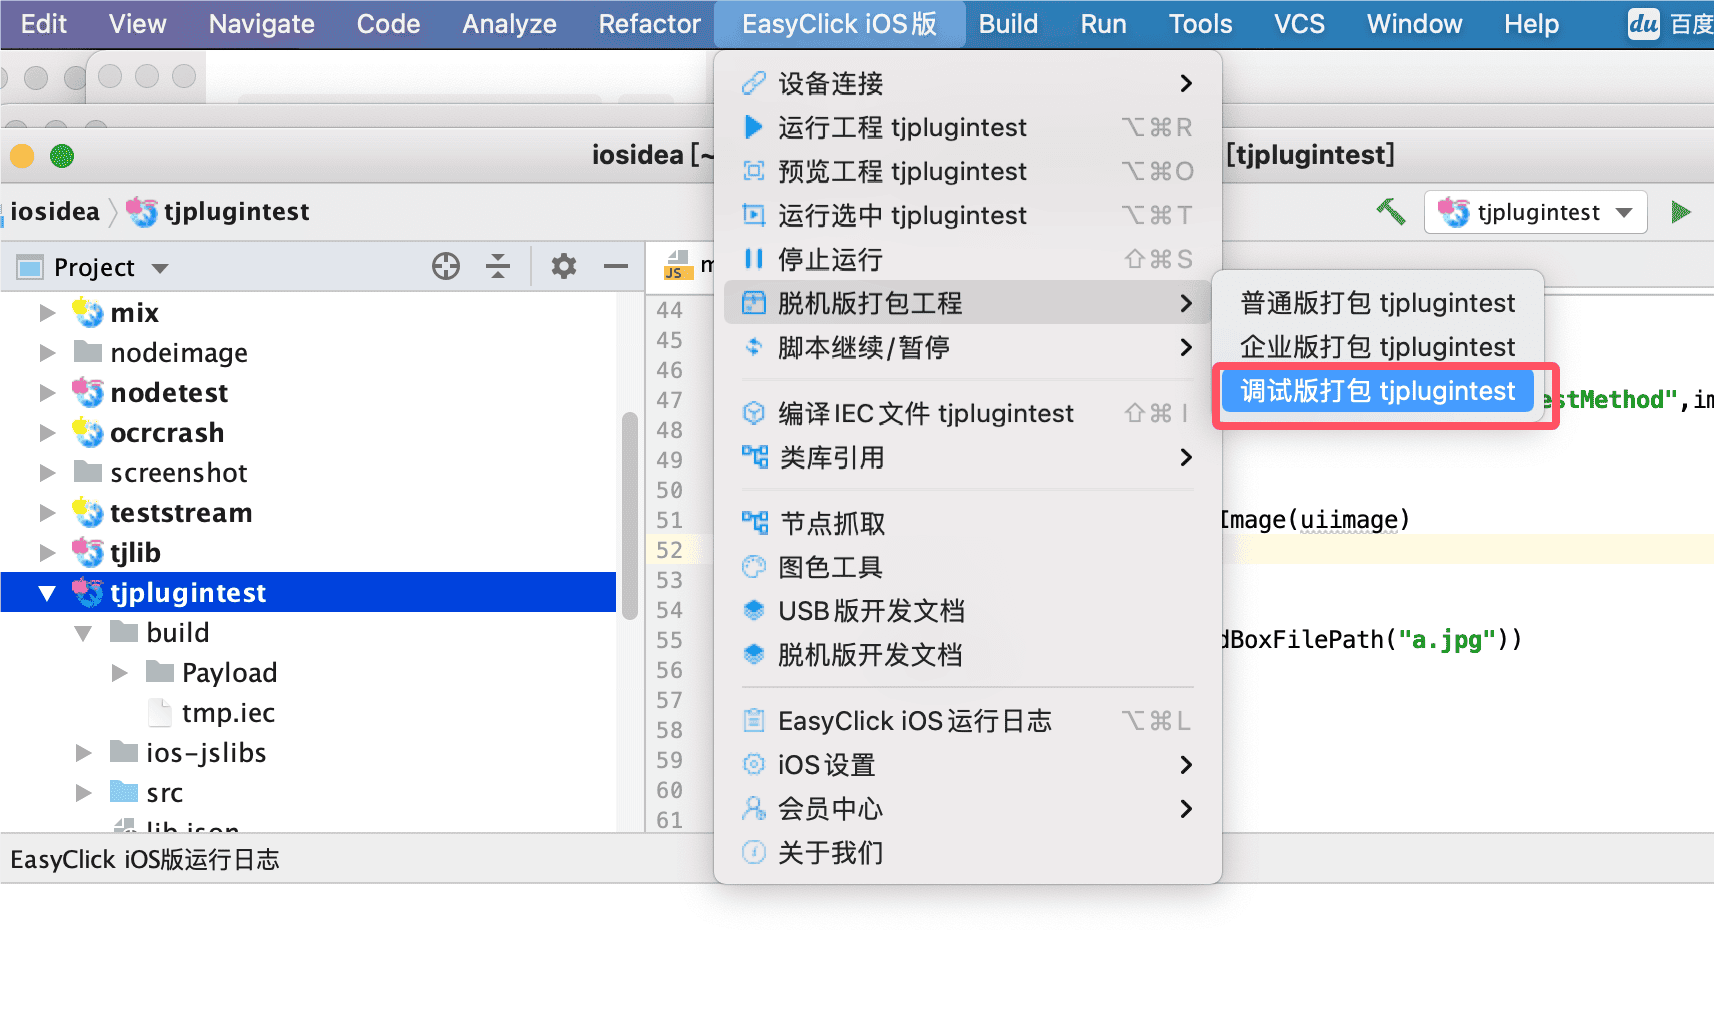 Edit View Navigate Code Analyze Refactor EasyClick iOS版 Build Run Tools VCS Window Help du 百度
iosidea [~
[tjplugintest]
iosidea tjplugintest
tjplugintest
Project
JS
mix
nodeimage
nodetest
ocrcrash
screenshot
teststream
tjlib
tjplugintest
build
Payload
tmp.iec
ios-jslibs
src
lib.json
EasyClick iOS版运行日志
设备连接
运行工程 tjplugintest ⌥⌘R
预览工程 tjplugintest ⌥⌘O
运行选中 tjplugintest ⌥⌘T
停止运行 ⇧⌘S
脱机版打包工程
脚本继续/暂停
编译IEC文件 tjplugintest ⇧⌘I
类库引用
节点抓取
图色工具
USB版开发文档
脱机版开发文档
EasyClick iOS运行日志 ⌥⌘L
iOS设置
会员中心
关于我们
普通版打包 tjplugintest
企业版打包 tjplugintest
调试版打包 tjplugintest
44
45
46
47
48
49
50
51
52
53
54
55
56
57
58
59
60
61
estMethod",im
Image(uiimage)
dBoxFilePath("a.jpg"))